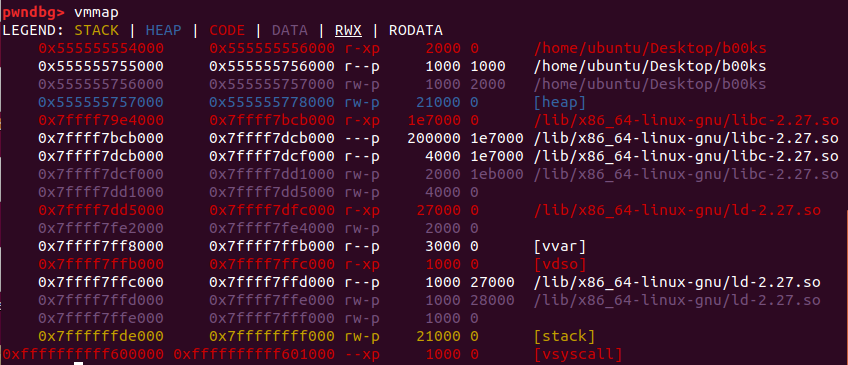 pwndbg> vmmap
LEGEND: STACK | HEAP | CODE | DATA | RWX | RODATA
0x555555554000 0x555555556000 r-xp 2000 0 /home/ubuntu/Desktop/b00ks
0x555555755000 0x555555756000 r--p 1000 1000 /home/ubuntu/Desktop/b00ks
0x555555756000 0x555555757000 rw-p 1000 2000 /home/ubuntu/Desktop/b00ks
0x555555757000 0x555555778000 rw-p 21000 0 [heap]
0x7ffff79e4000 0x7ffff7bcb000 r-xp 1e7000 0 /lib/x86_64-linux-gnu/libc-2.27.so
0x7ffff7bcb000 0x7ffff7dcb000 ---p 200000 1e7000 /lib/x86_64-linux-gnu/libc-2.27.so
0x7ffff7dcb000 0x7ffff7dcf000 r--p 4000 1e7000 /lib/x86_64-linux-gnu/libc-2.27.so
0x7ffff7dcf000 0x7ffff7dd1000 rw-p 2000 1eb000 /lib/x86_64-linux-gnu/libc-2.27.so
0x7ffff7dd1000 0x7ffff7dd5000 rw-p 4000 0
0x7ffff7dd5000 0x7ffff7dfc000 r-xp 27000 0 /lib/x86_64-linux-gnu/ld-2.27.so
0x7ffff7fe2000 0x7ffff7fe4000 rw-p 2000 0
0x7ffff7ff8000 0x7ffff7ffb000 r--p 3000 0 [vvar]
0x7ffff7ffb000 0x7ffff7ffc000 r-xp 1000 0 [vdso]
0x7ffff7ffc000 0x7ffff7ffd000 r--p 1000 27000 /lib/x86_64-linux-gnu/ld-2.27.so
0x7ffff7ffd000 0x7ffff7ffe000 rw-p 1000 28000 /lib/x86_64-linux-gnu/ld-2.27.so
0x7ffff7ffe000 0x7ffff7fff000 rw-p 1000 0
0x7ffffffde000 0x7ffffffff000 rw-p 21000 0 [stack]
0xffffffffff600000 0xffffffffff601000 --xp 1000 0 [vsyscall]